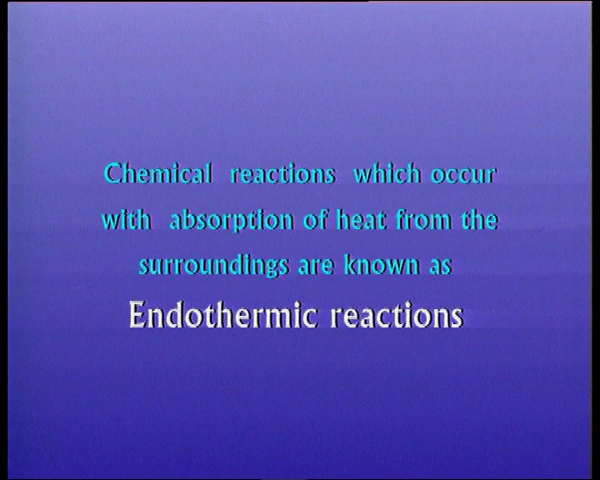 Chemical reactions which occur
with absorption of heat from the
surroundings are known as
Endothermic reactions